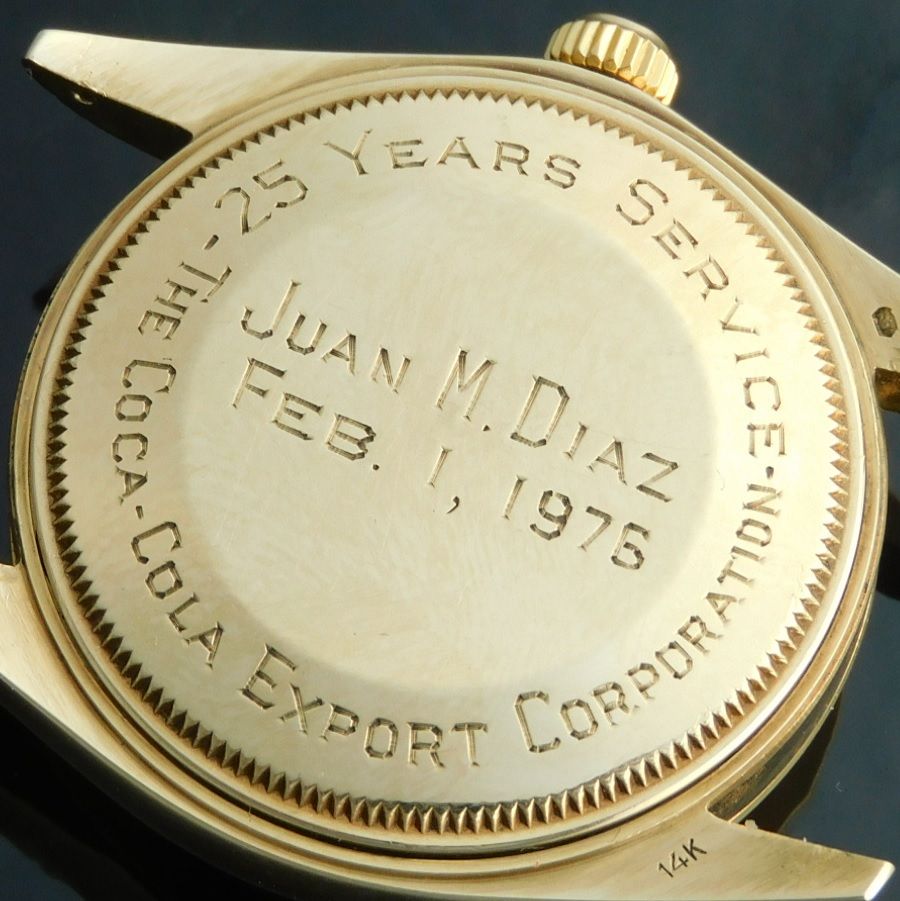 25 YEARS SERVICE
THE COCA-COLA EXPORT CORPORATION
JUAN M. DIAZ
FEB. 1, 1976
14K